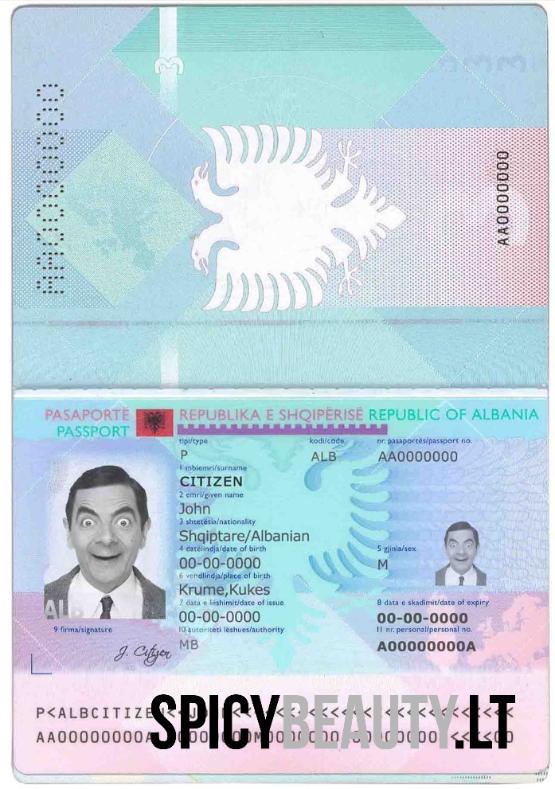 AA0000000
AA0000000
PASAPORTË REPUBLIKA E SHQIPËRISË REPUBLIC OF ALBANIA
PASSPORT
tipi/type kodi/code nr. pasaportës/passport no.
P ALB AA0000000
1 mbiemri/surname
CITIZEN
2 emri/given name
John
3 shtetësia/nationality
Shqiptare/Albanian
4 datëlindja/date of birth 5 gjinia/sex
00-00-0000 M
6 vendlindja/place of birth
Krume,Kukes
7 data e lëshimit/date of issue 8 data e skadimit/date of expiry
00-00-0000 00-00-0000
9 firma/signature 10 autoriteti lëshues/authority 11 nr. personal/personal no.
J. Citizen MB A00000000A
SPICYBEAUTY.LT